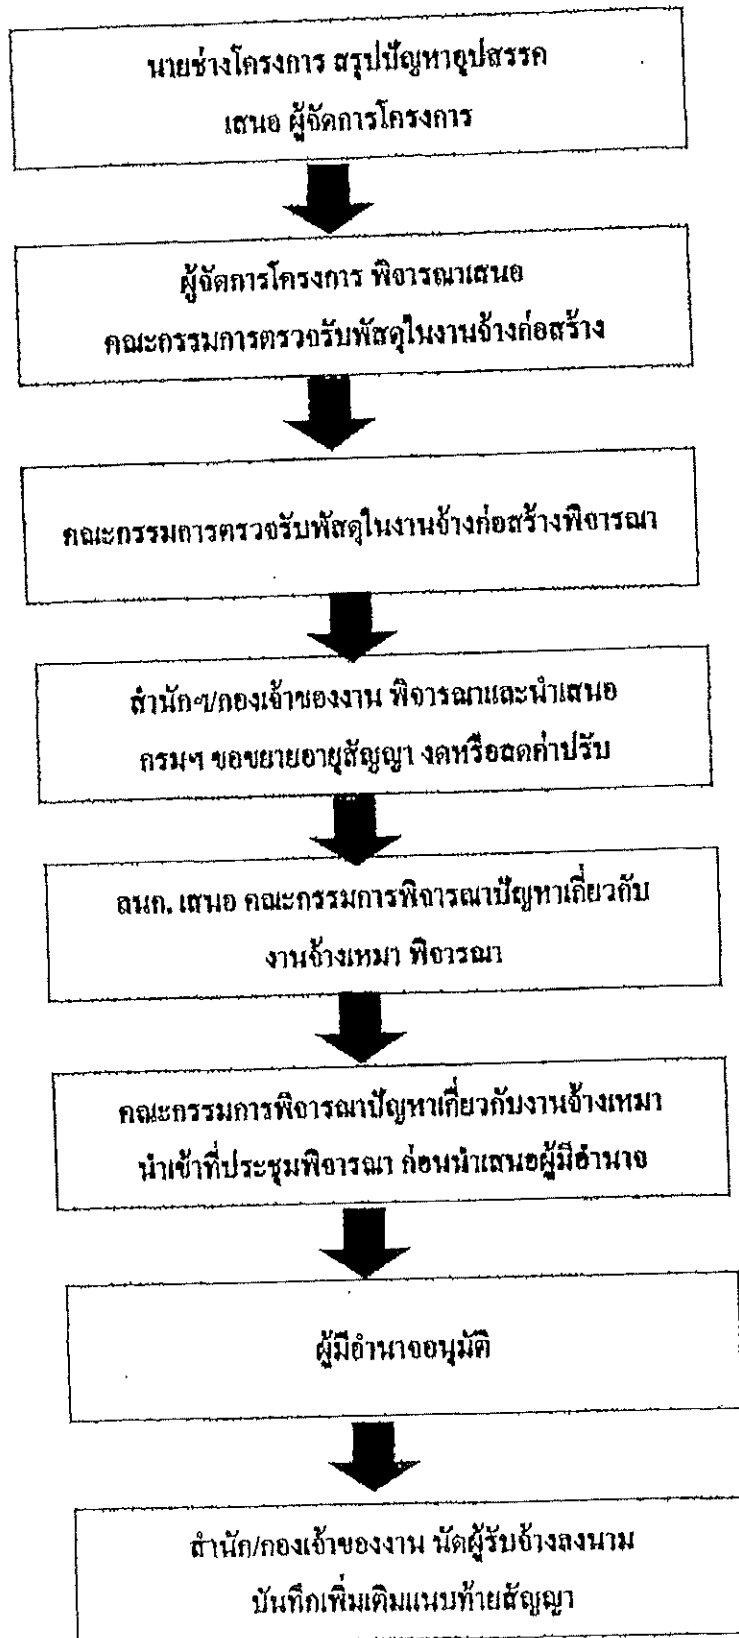 นายช่างโครงการ สรุปปัญหาอุปสรรค
เสนอ ผู้จัดการโครงการ
ผู้จัดการโครงการ พิจารณาเสนอ
คณะกรรมการตรวจรับพัสดุในงานจ้างก่อสร้าง
คณะกรรมการตรวจรับพัสดุในงานจ้างก่อสร้างพิจารณา
สำนักฯ/กองเจ้าของงาน พิจารณาและนำเสนอ
กรมฯ ขอขยายอายุสัญญา งดหรือลดค่าปรับ
ลนก. เสนอ คณะกรรมการพิจารณาปัญหาเกี่ยวกับ
งานจ้างเหมา พิจารณา
คณะกรรมการพิจารณาปัญหาเกี่ยวกับงานจ้างเหมา
นำเข้าที่ประชุมพิจารณา ก่อนนำเสนอผู้มีอำนาจ
ผู้มีอำนาจอนุมัติ
สำนัก/กองเจ้าของงาน นัดผู้รับจ้างลงนาม
บันทึกเพิ่มเติมแนบท้ายสัญญา